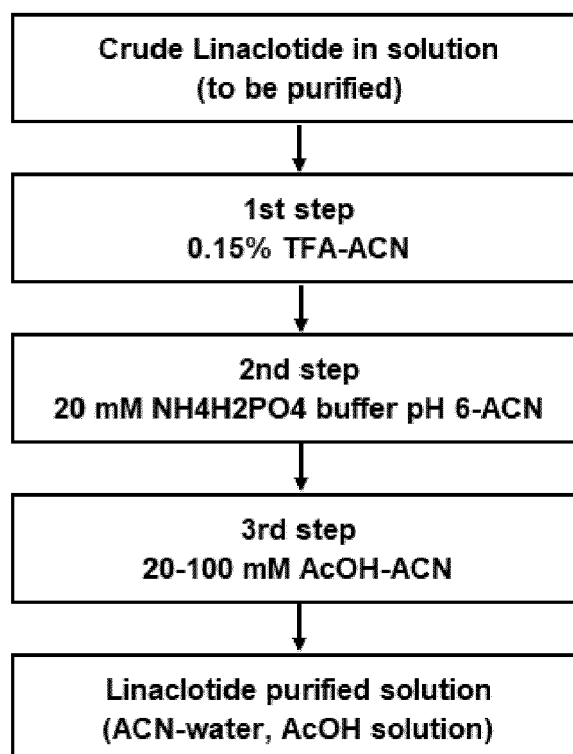 Crude Linaclotide in solution
(to be purified)
1st step
0.15% TFA-ACN
2nd step
20 mM NH4H2PO4 buffer pH 6-ACN
3rd step
20-100 mM AcOH-ACN
Linaclotide purified solution
(ACN-water, AcOH solution)